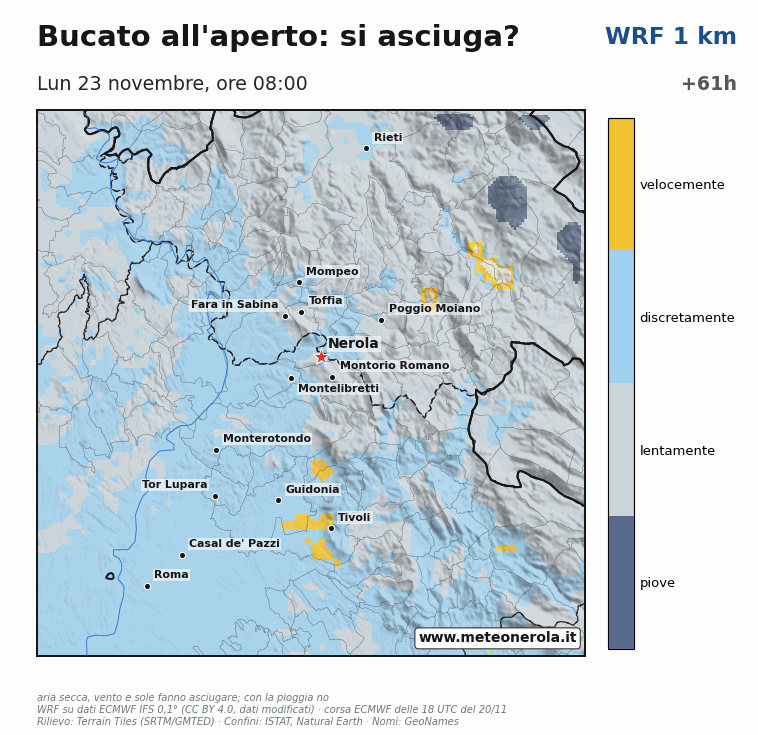 Bucato all'aperto: si asciuga?
WRF 1 km
Lun 23 novembre, ore 08:00
+61h
Rieti
Mompeo
Fara in Sabina
Toffia
Poggio Moiano
Nerola
Montorio Romano
Montelibretti
Monterotondo
Tor Lupara
Guidonia
Tivoli
Casal de' Pazzi
Roma
www.meteonerola.it
velocemente
discretamente
lentamente
piove
aria secca, vento e sole fanno asciugare; con la pioggia no
WRF su dati ECMWF IFS 0,1° (CC BY 4.0, dati modificati) · corsa ECMWF delle 18 UTC del 20/11
Rilievo: Terrain Tiles (SRTM/GMTED) · Confini: ISTAT, Natural Earth · Nomi: GeoNames